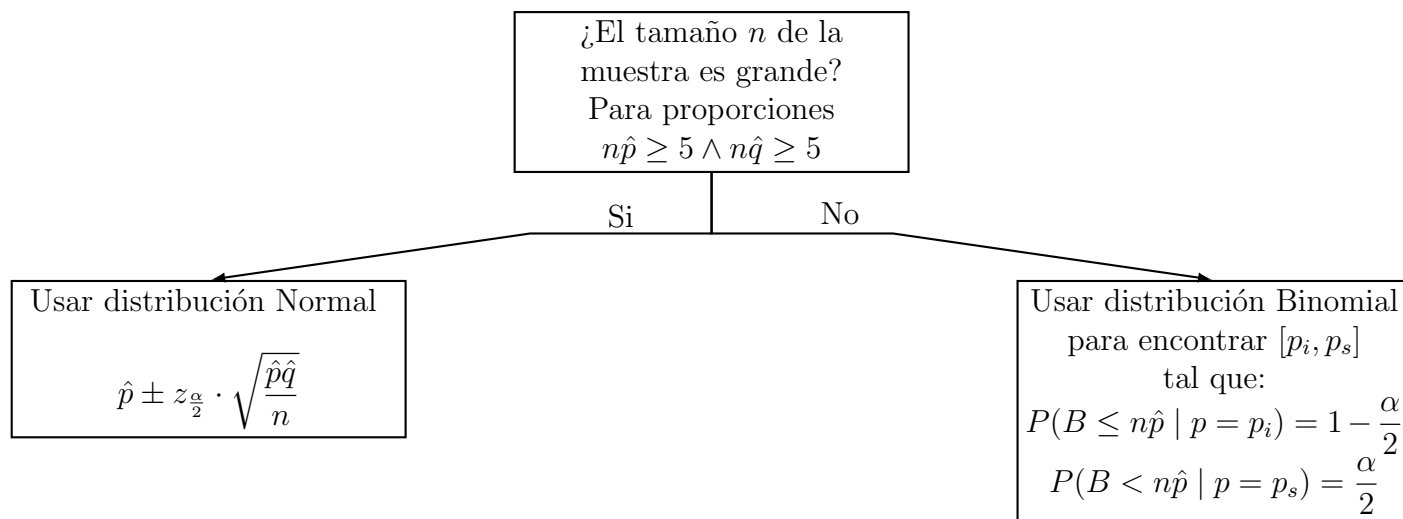 ¿El tamaño n de la
muestra es grande?
Para proporciones
np̂ ≥ 5 ∧ nq̂ ≥ 5
Si
No
Usar distribución Normal
p̂ ± z_{α/2} · √(p̂q̂/n)
Usar distribución Binomial
para encontrar [p_i, p_s]
tal que:
P(B ≤ np̂ | p = p_i) = 1 − α/2
P(B < np̂ | p = p_s) = α/2